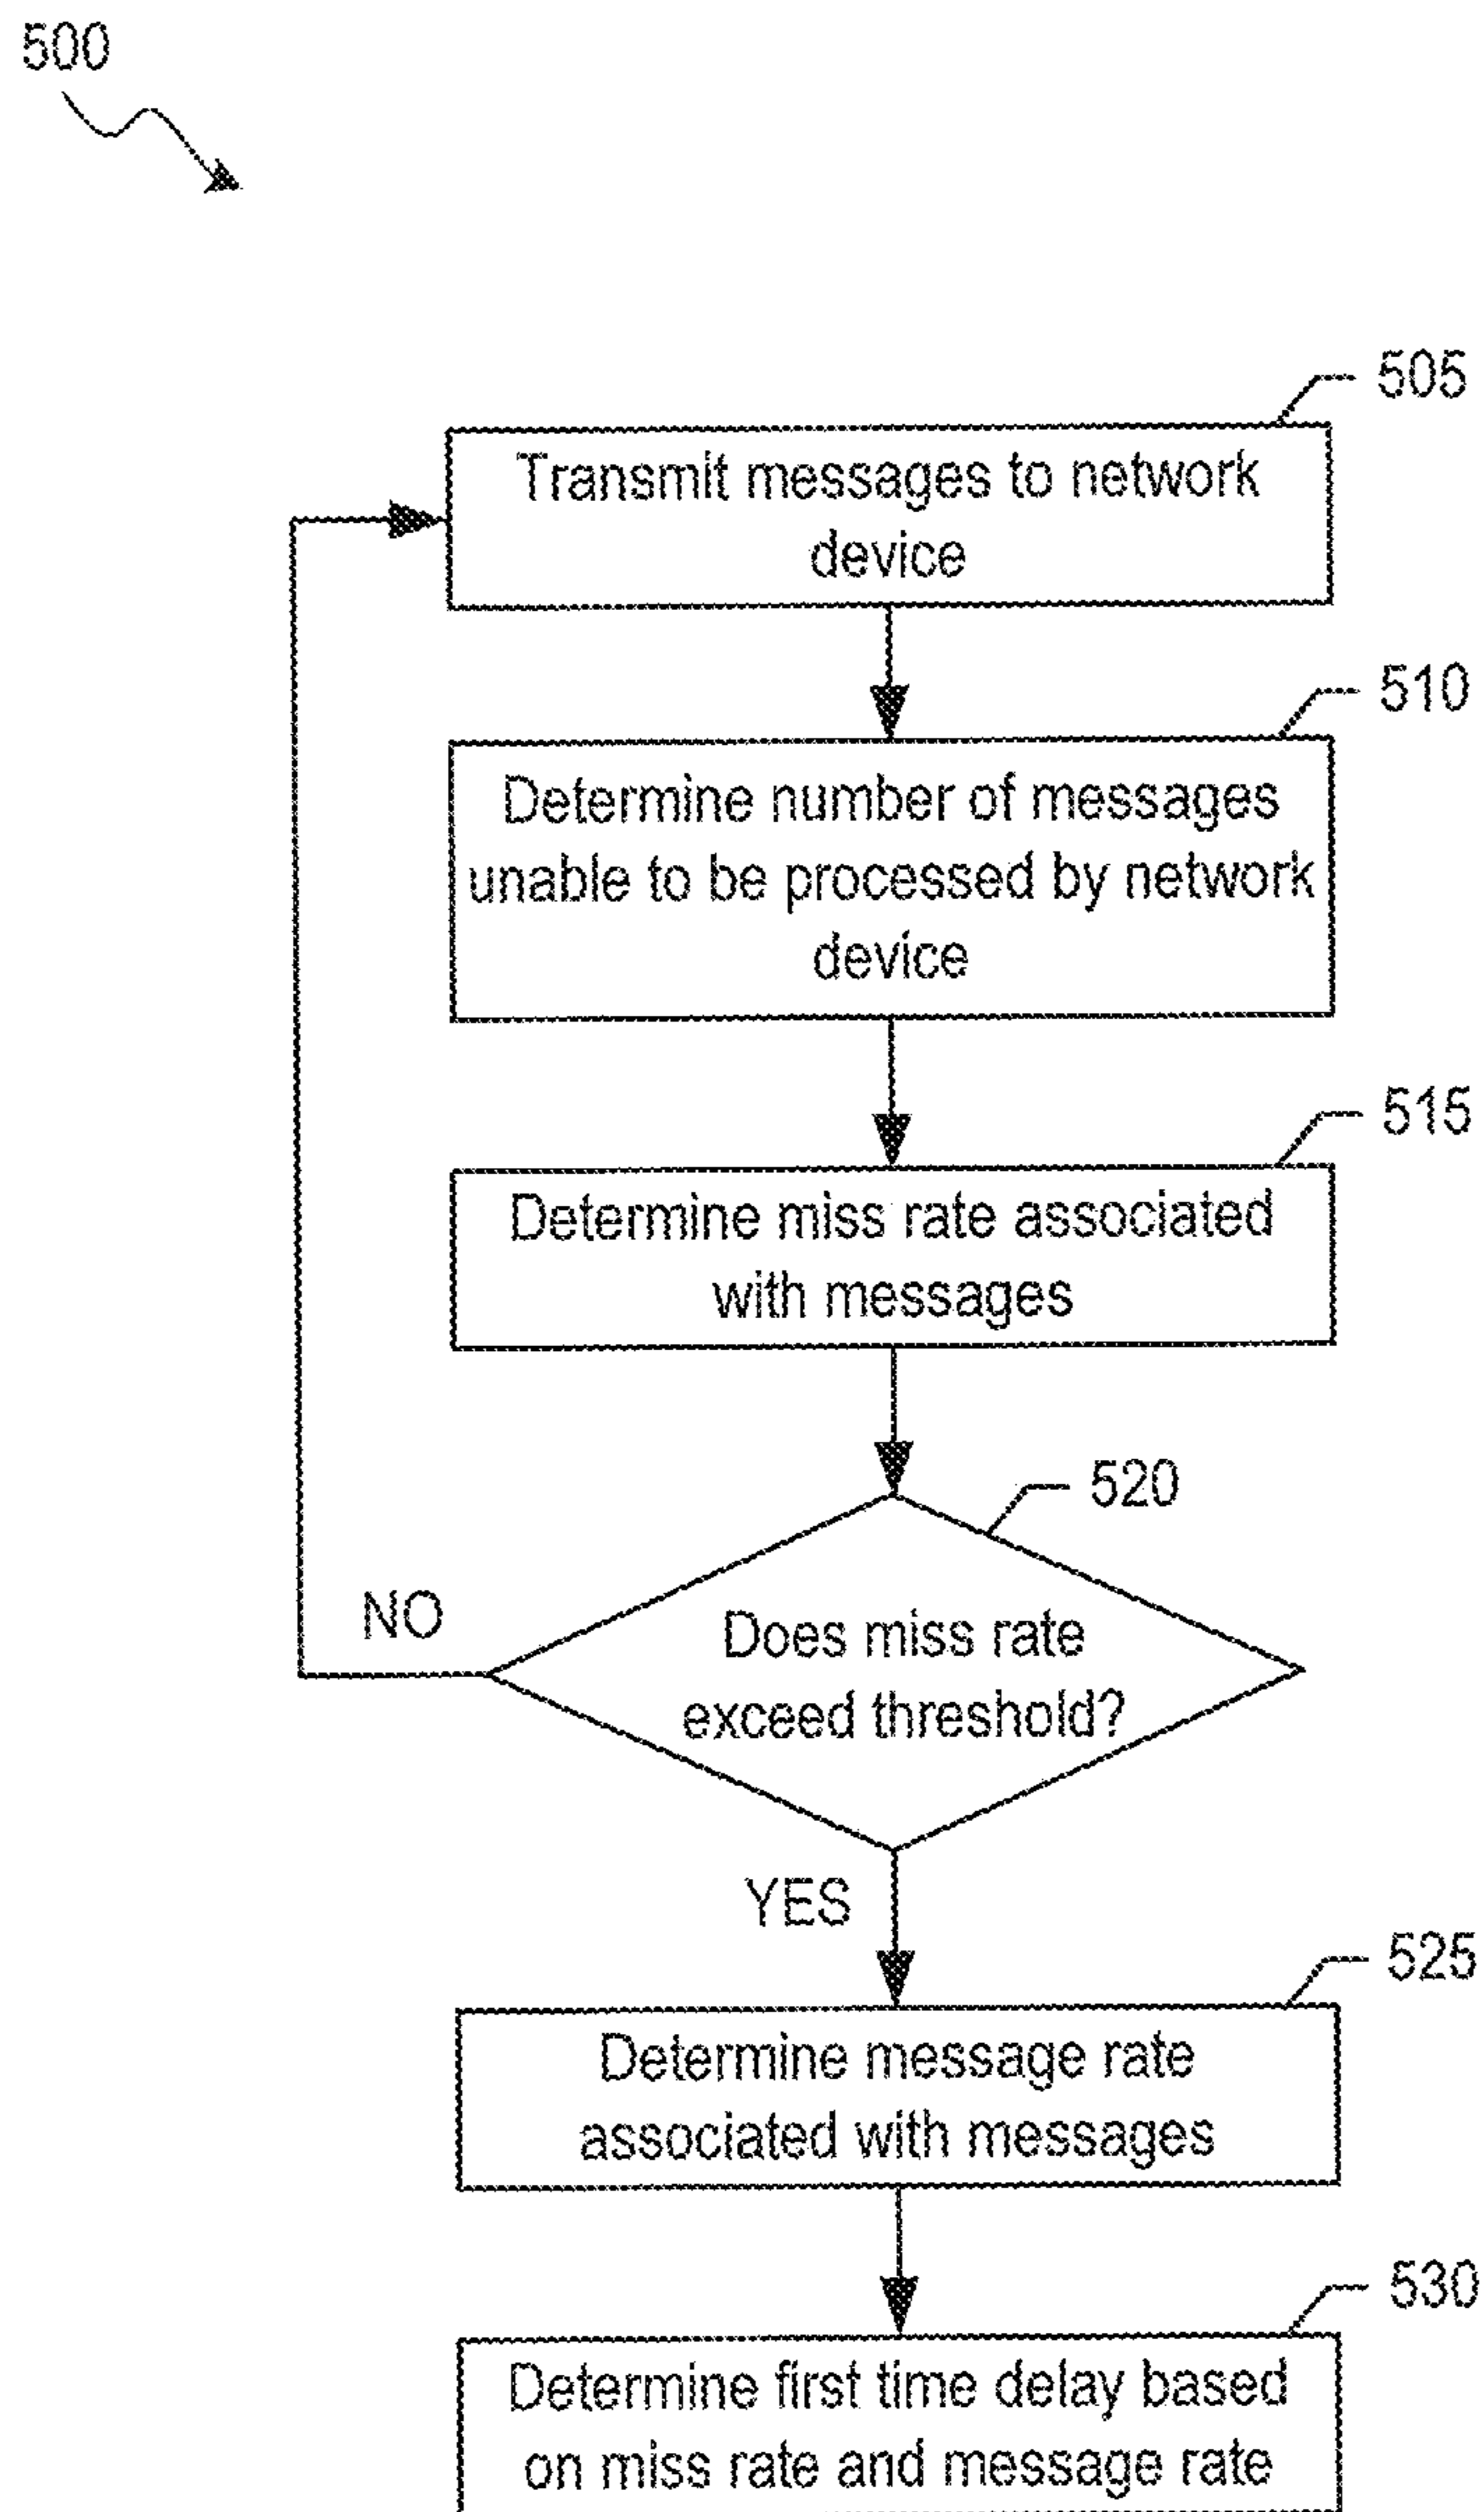 500
505
Transmit messages to network
device
510
Determine number of messages
unable to be processed by network
device
515
Determine miss rate associated
with messages
520
NO
Does miss rate
exceed threshold?
YES
525
Determine message rate
associated with messages
530
Determine first time delay based
on miss rate and message rate